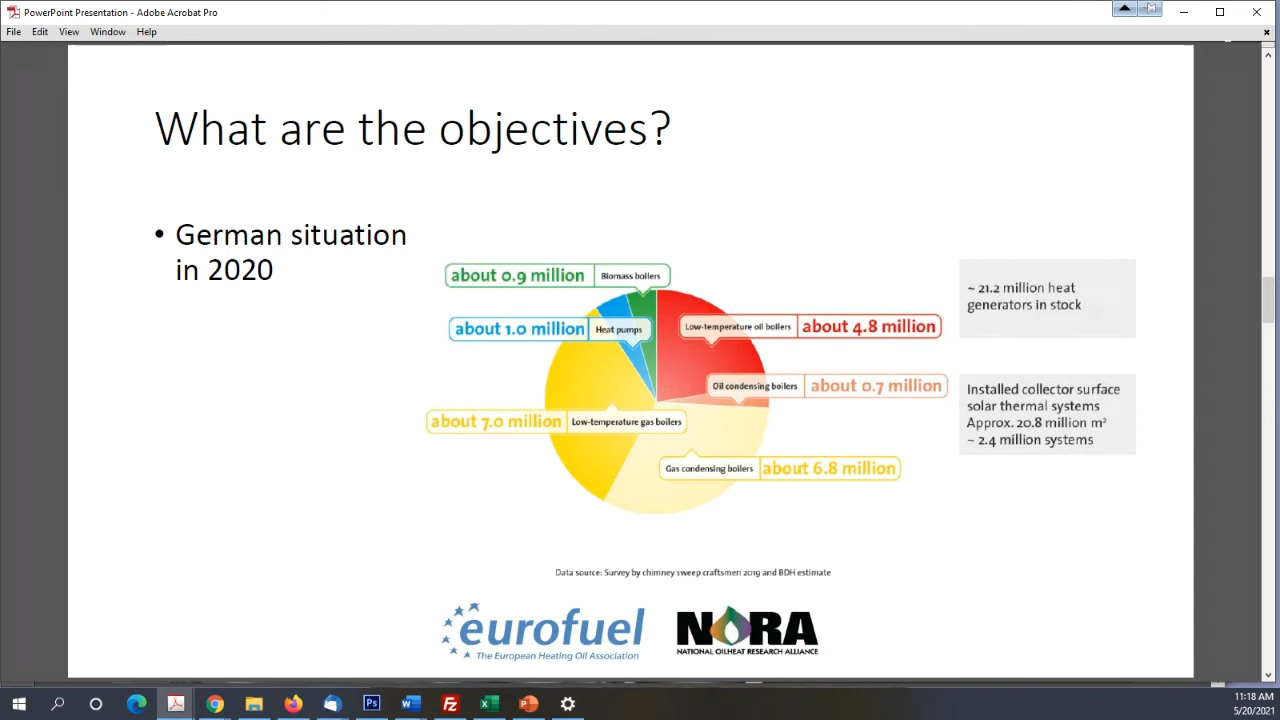 PowerPoint Presentation - Adobe Acrobat Pro
File Edit View Window Help
What are the objectives?
• German situation
in 2020
about 0.9 million Biomass boilers
about 1.0 million Heat pumps
Low-temperature oil boilers about 4.8 million
Oil condensing boilers about 0.7 million
about 7.0 million Low-temperature gas boilers
Gas condensing boilers about 6.8 million
~ 21.2 million heat
generators in stock
Installed collector surface
solar thermal systems
Approx. 20.8 million m²
~ 2.4 million systems
Data source: Survey by chimney sweep craftsmen 2019 and BDH estimate
eurofuel
The European Heating Oil Association
NORA
NATIONAL OILHEAT RESEARCH ALLIANCE
11:18 AM
5/20/2021